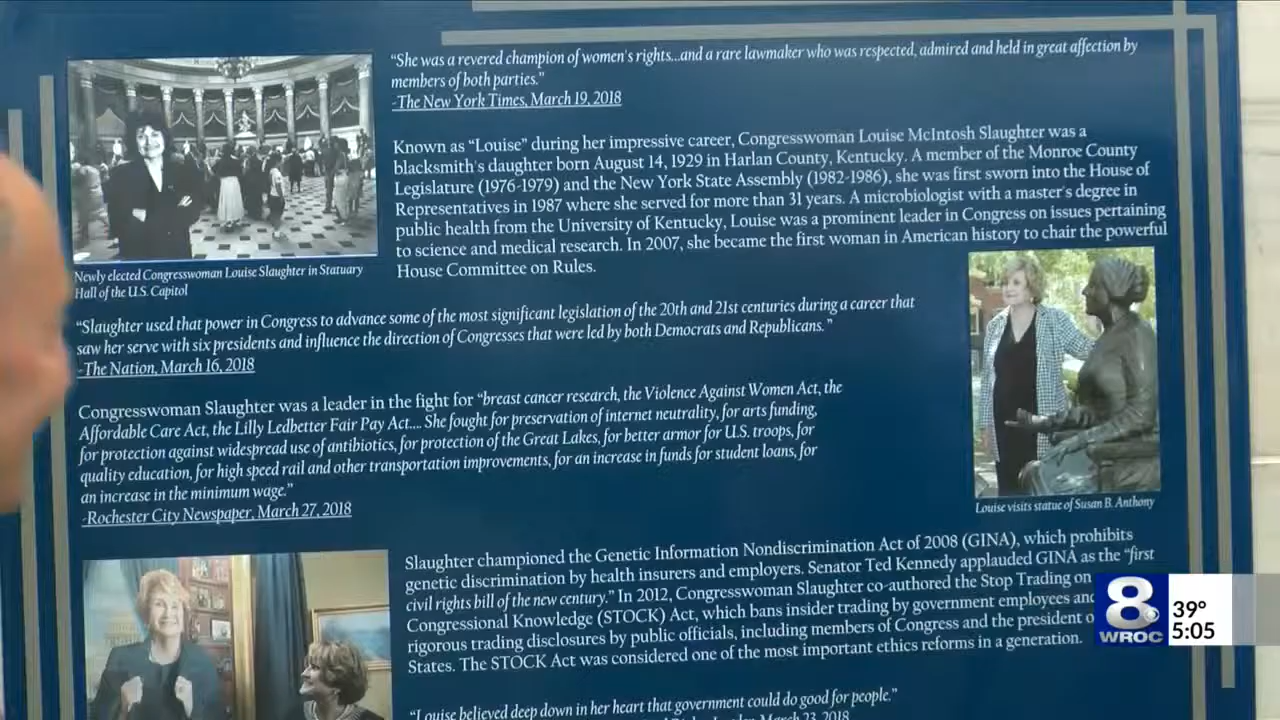 “She was a revered champion of women's rights...and a rare lawmaker who was respected, admired and held in great affection by
members of both parties.”
-The New York Times, March 19, 2018
Known as “Louise” during her impressive career, Congresswoman Louise McIntosh Slaughter was a
blacksmith's daughter born August 14, 1929 in Harlan County, Kentucky. A member of the Monroe County
Legislature (1976-1979) and the New York State Assembly (1982-1986), she was first sworn into the House of
Representatives in 1987 where she served for more than 31 years. A microbiologist with a master's degree in
public health from the University of Kentucky, Louise was a prominent leader in Congress on issues pertaining
to science and medical research. In 2007, she became the first woman in American history to chair the powerful
House Committee on Rules.
Newly elected Congresswoman Louise Slaughter in Statuary
Hall of the U.S. Capitol
“Slaughter used that power in Congress to advance some of the most significant legislation of the 20th and 21st centuries during a career that
saw her serve with six presidents and influence the direction of Congresses that were led by both Democrats and Republicans.”
-The Nation, March 16, 2018
Congresswoman Slaughter was a leader in the fight for “breast cancer research, the Violence Against Women Act, the
Affordable Care Act, the Lilly Ledbetter Fair Pay Act.... She fought for preservation of internet neutrality, for arts funding,
for protection against widespread use of antibiotics, for protection of the Great Lakes, for better armor for U.S. troops, for
quality education, for high speed rail and other transportation improvements, for an increase in funds for student loans, for
an increase in the minimum wage.”
-Rochester City Newspaper, March 27, 2018
Louise visits statue of Susan B. Anthony
Slaughter championed the Genetic Information Nondiscrimination Act of 2008 (GINA), which prohibits
genetic discrimination by health insurers and employers. Senator Ted Kennedy applauded GINA as the “first
civil rights bill of the new century.” In 2012, Congresswoman Slaughter co-authored the Stop Trading on
Congressional Knowledge (STOCK) Act, which bans insider trading by government employees and
rigorous trading disclosures by public officials, including members of Congress and the president o
States. The STOCK Act was considered one of the most important ethics reforms in a generation.
“Louise believed deep down in her heart that government could do good for people.”
March 23, 2018
8
WROC
39°
5:05